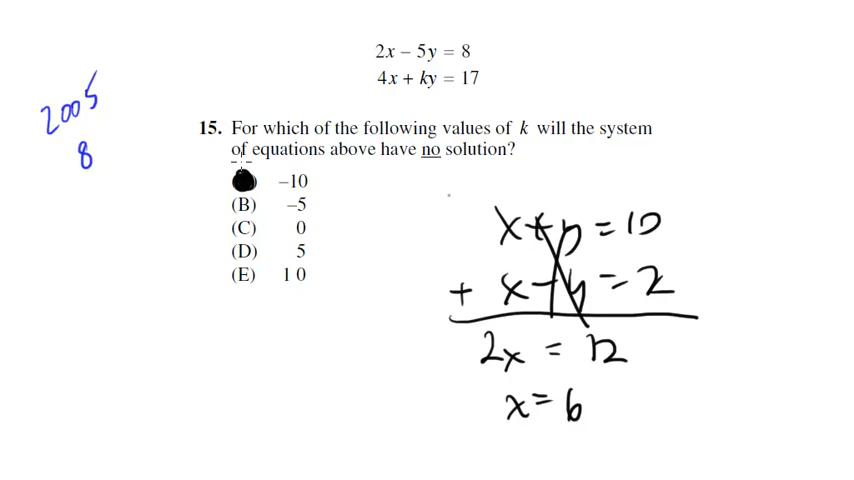 2x – 5y = 8
4x + ky = 17
2005
8
15. For which of the following values of k will the system
of equations above have no solution?
–10
(B) –5
(C) 0
(D) 5
(E) 10
x+y=10
+ x-y=2
2x = 12
x=6